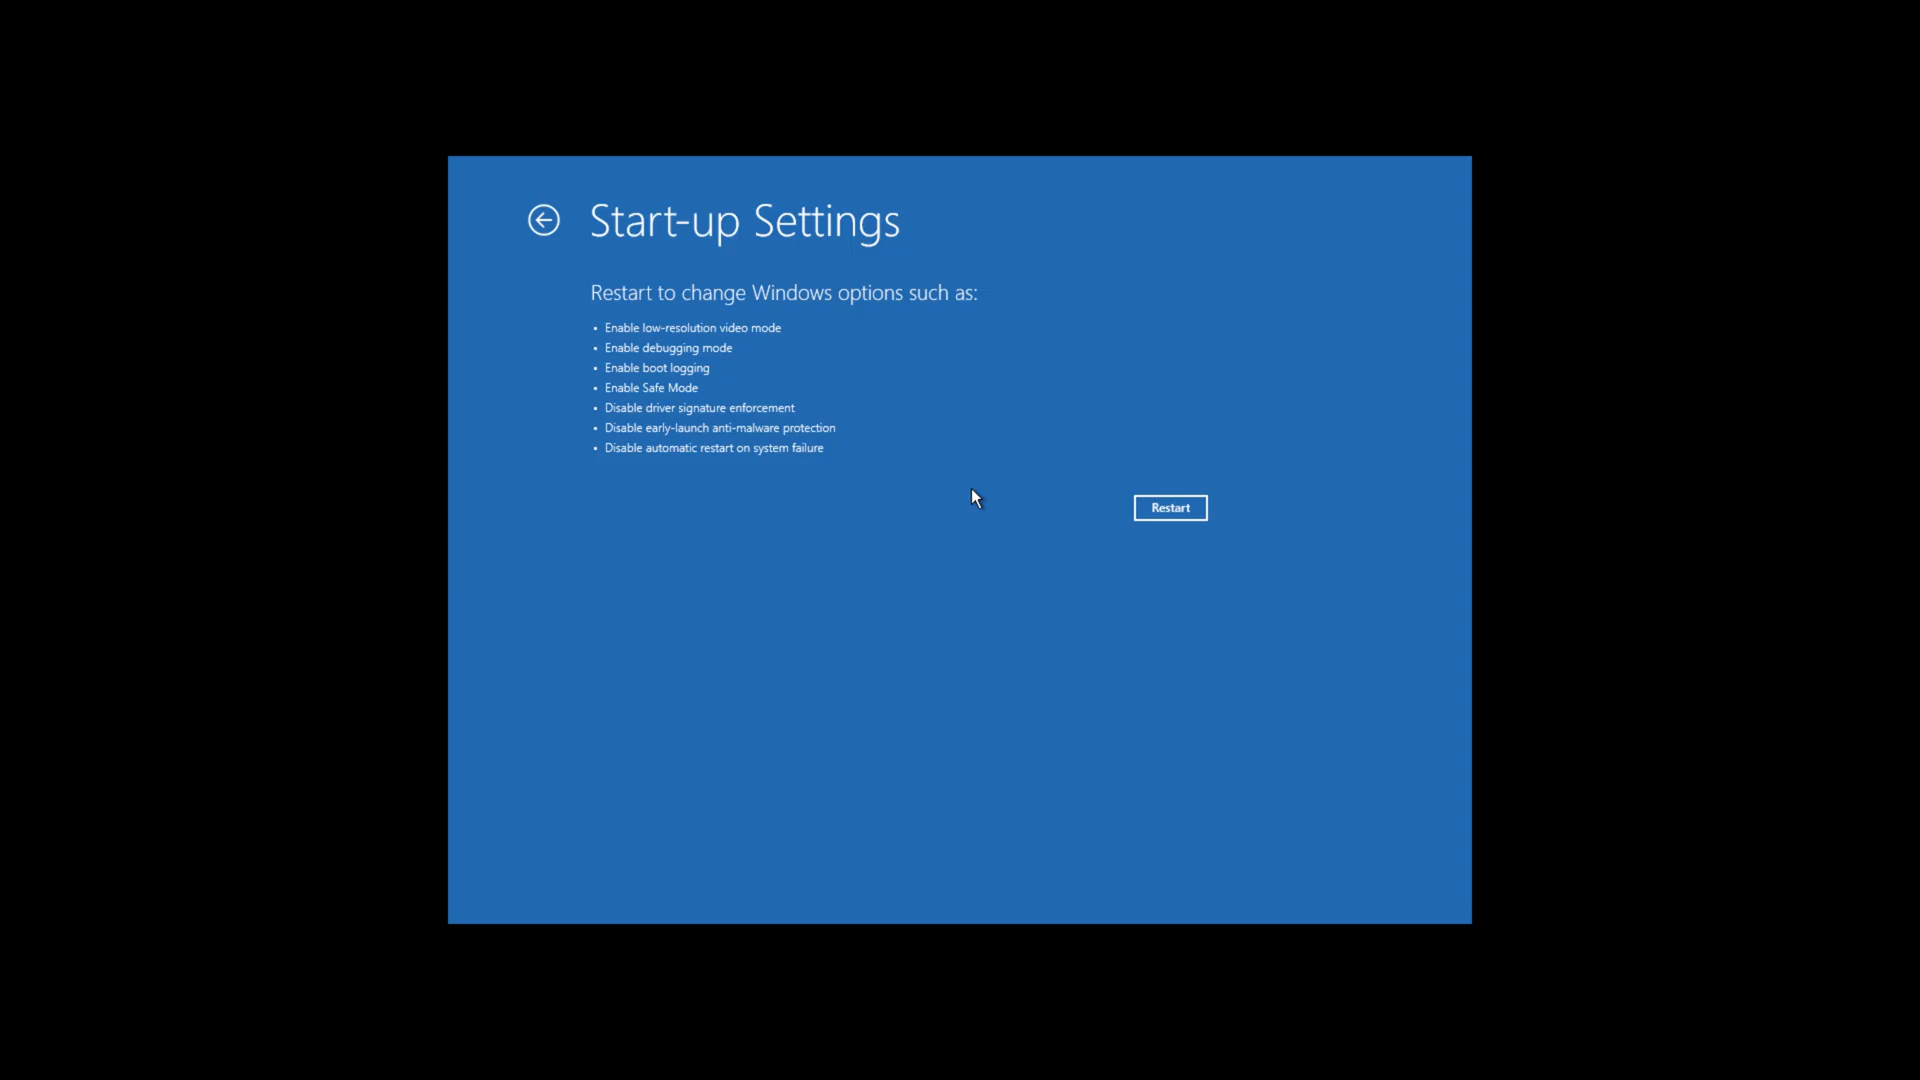 Start-up Settings
Restart to change Windows options such as:
• Enable low-resolution video mode
• Enable debugging mode
• Enable boot logging
• Enable Safe Mode
• Disable driver signature enforcement
• Disable early-launch anti-malware protection
• Disable automatic restart on system failure
Restart